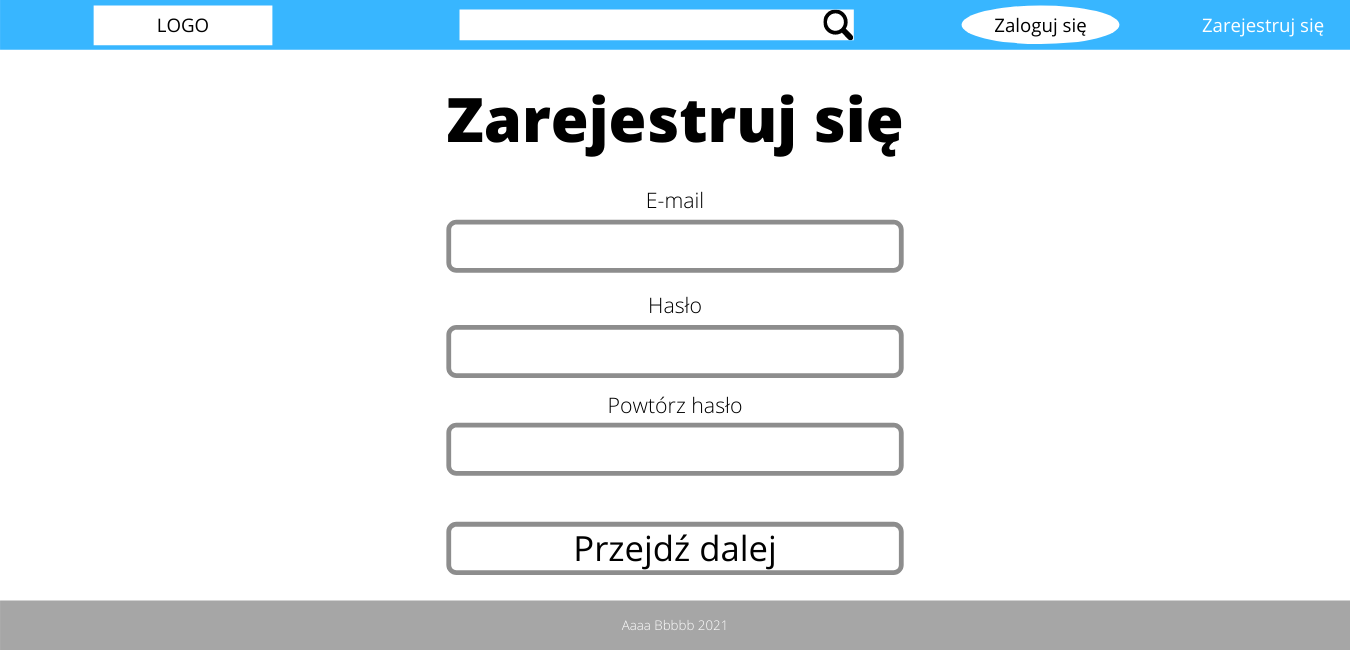 LOGO
Zaloguj się
Zarejestruj się
Zarejestruj się
E-mail
Hasło
Powtórz hasło
Przejdź dalej
Aaaa Bbbbb 2021